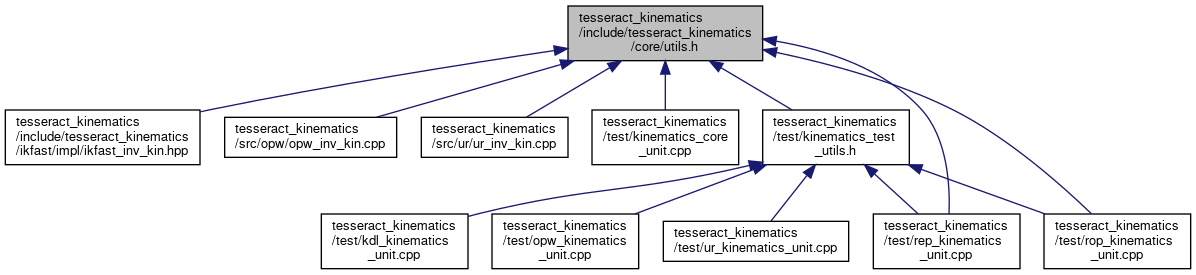 tesseract_kinematics
/include/tesseract_kinematics
/core/utils.h
tesseract_kinematics
/include/tesseract_kinematics
/ikfast/impl/ikfast_inv_kin.hpp
tesseract_kinematics
/src/opw/opw_inv_kin.cpp
tesseract_kinematics
/src/ur/ur_inv_kin.cpp
tesseract_kinematics
/test/kinematics_core
_unit.cpp
tesseract_kinematics
/test/kinematics_test
_utils.h
tesseract_kinematics
/test/kdl_kinematics
_unit.cpp
tesseract_kinematics
/test/opw_kinematics
_unit.cpp
tesseract_kinematics
/test/ur_kinematics_unit.cpp
tesseract_kinematics
/test/rep_kinematics
_unit.cpp
tesseract_kinematics
/test/rop_kinematics
_unit.cpp